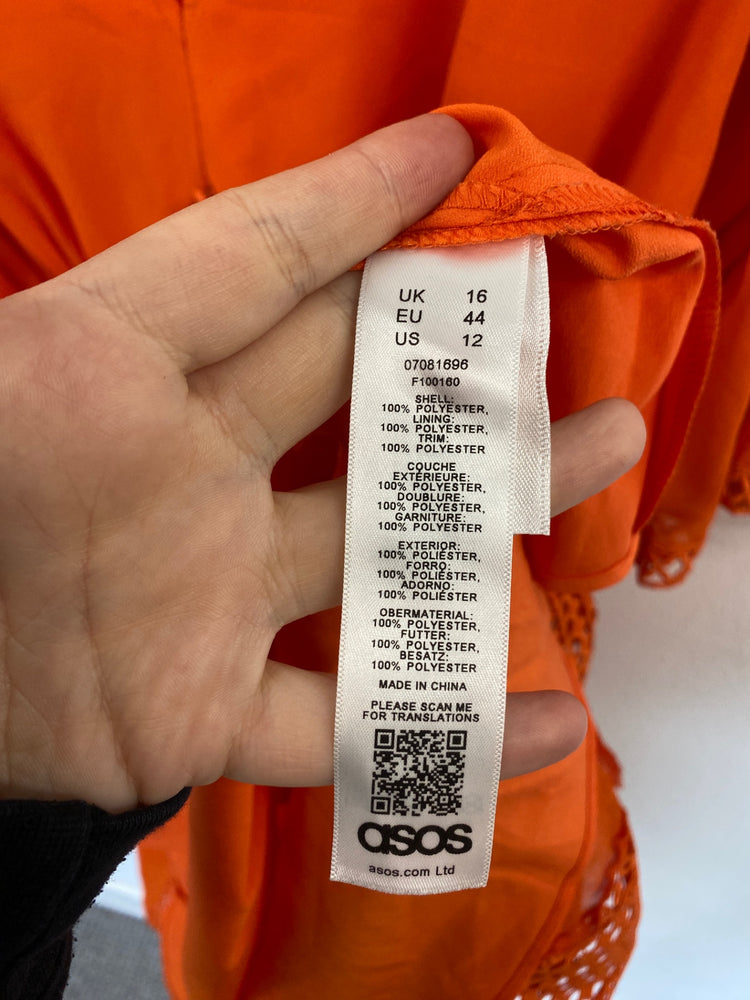 UK 16
EU 44
US 12
07081696
F100160
SHELL:
100% POLYESTER,
LINING:
100% POLYESTER,
TRIM:
100% POLYESTER
COUCHE
EXTÉRIEURE:
100% POLYESTER,
DOUBLURE:
100% POLYESTER,
GARNITURE:
100% POLYESTER
EXTERIOR:
100% POLIÉSTER,
FORRO:
100% POLIÉSTER,
ADORNO:
100% POLIÉSTER
OBERMATERIAL:
100% POLYESTER,
FUTTER:
100% POLYESTER,
BESATZ:
100% POLYESTER
MADE IN CHINA
PLEASE SCAN ME
FOR TRANSLATIONS
asos
asos.com Ltd